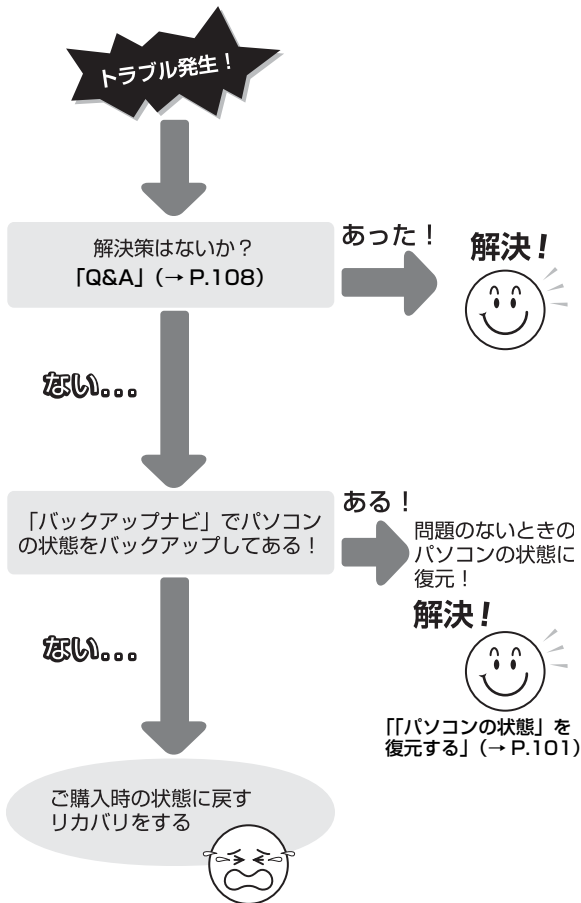 トラブル発生！
解決策はないか？
「Q&A」（→ P.108）
あった！
解決！
ない...
「バックアップナビ」でパソコン
の状態をバックアップしてある！
ある！
問題のないときの
パソコンの状態に
復元！
解決！
「「パソコンの状態」を
復元する」（→ P.101）
ない...
ご購入時の状態に戻す
リカバリをする